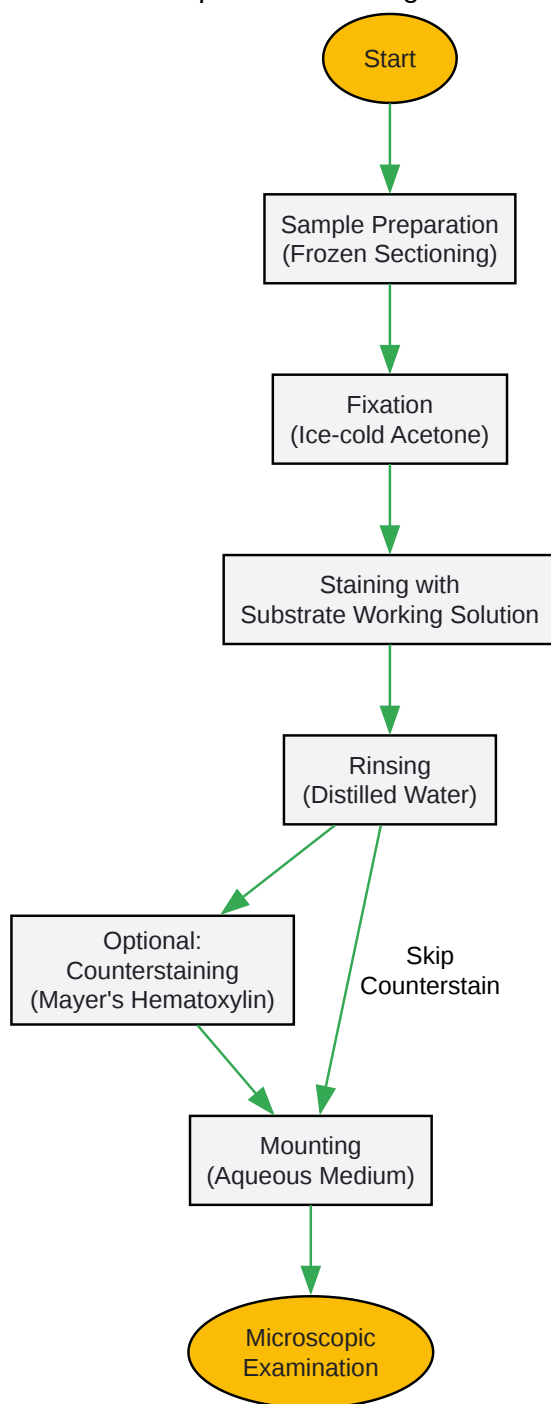 Start
Sample Preparation
(Frozen Sectioning)
Fixation
(Ice-cold Acetone)
Staining with
Substrate Working Solution
Rinsing
(Distilled Water)
Optional:
Counterstaining
(Mayer's Hematoxylin)
Skip
Counterstain
Mounting
(Aqueous Medium)
Microscopic
Examination